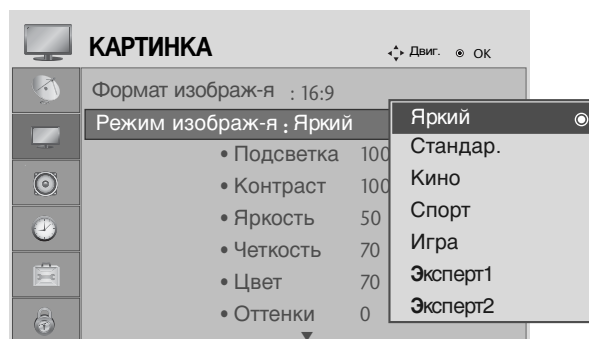 КАРТИНКА
Двиг. ОК
Формат изображ-я : 16:9
Режим изображ-я : Яркий
• Подсветка 100
• Контраст 100
• Яркость 50
• Четкость 70
• Цвет 70
• Оттенки 0
Яркий
Стандар.
Кино
Спорт
Игра
Эксперт1
Эксперт2